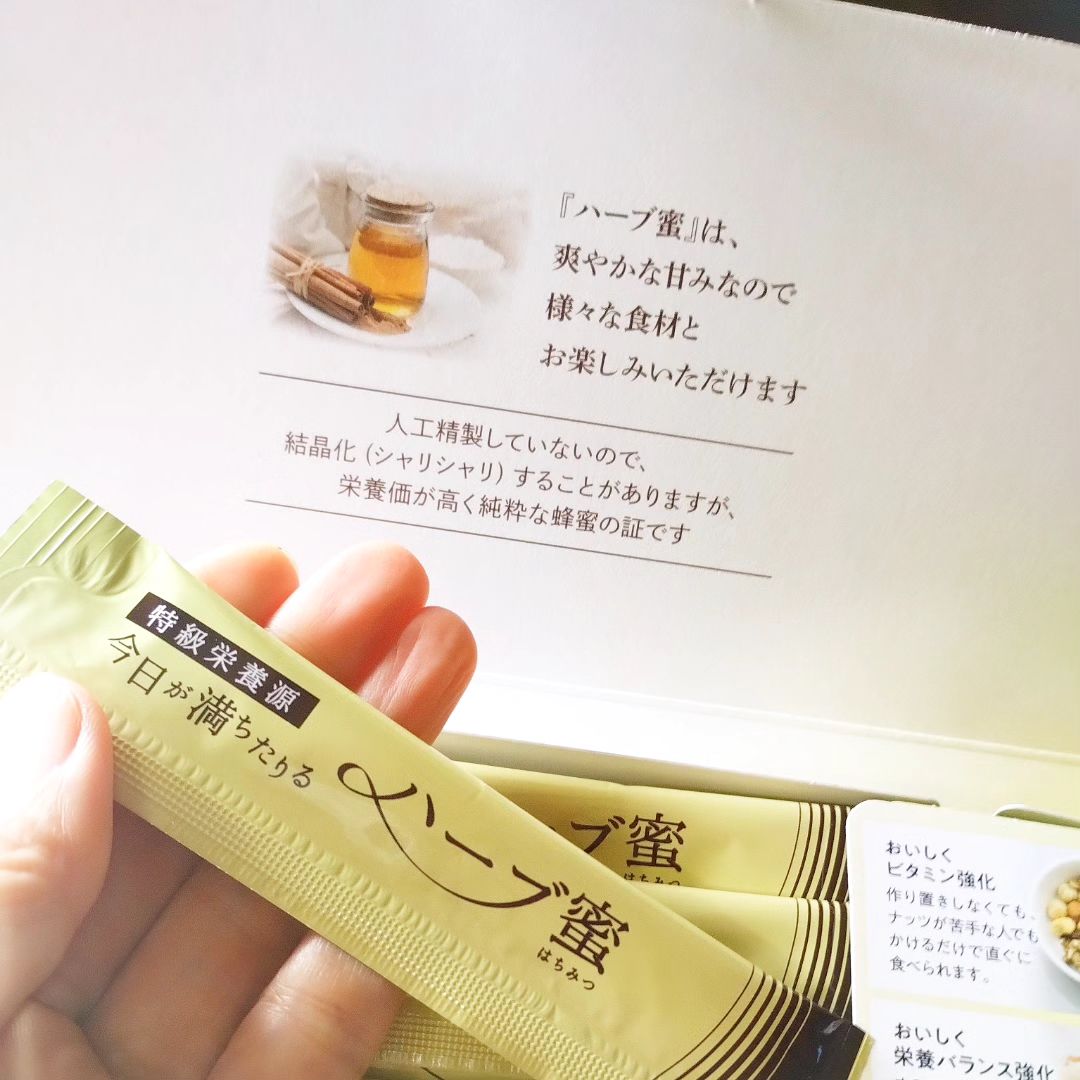 『ハーブ蜜』は、
爽やかな甘みなので
様々な食材と
お楽しみいただけます
人工精製していないので、
結晶化 (シャリシャリ) することがありますが、
栄養価が高く純粋な蜂蜜の証です
特級栄養源
今日が満ちたりる
ハーブ蜜
はちみつ
ーブ蜜
はちみつ
おいしく
ビタミン強化
作り置きしなくても、
ナッツが苦手な人でも
かけるだけで直ぐに
食べられます。
おいしく
栄養バランス強化